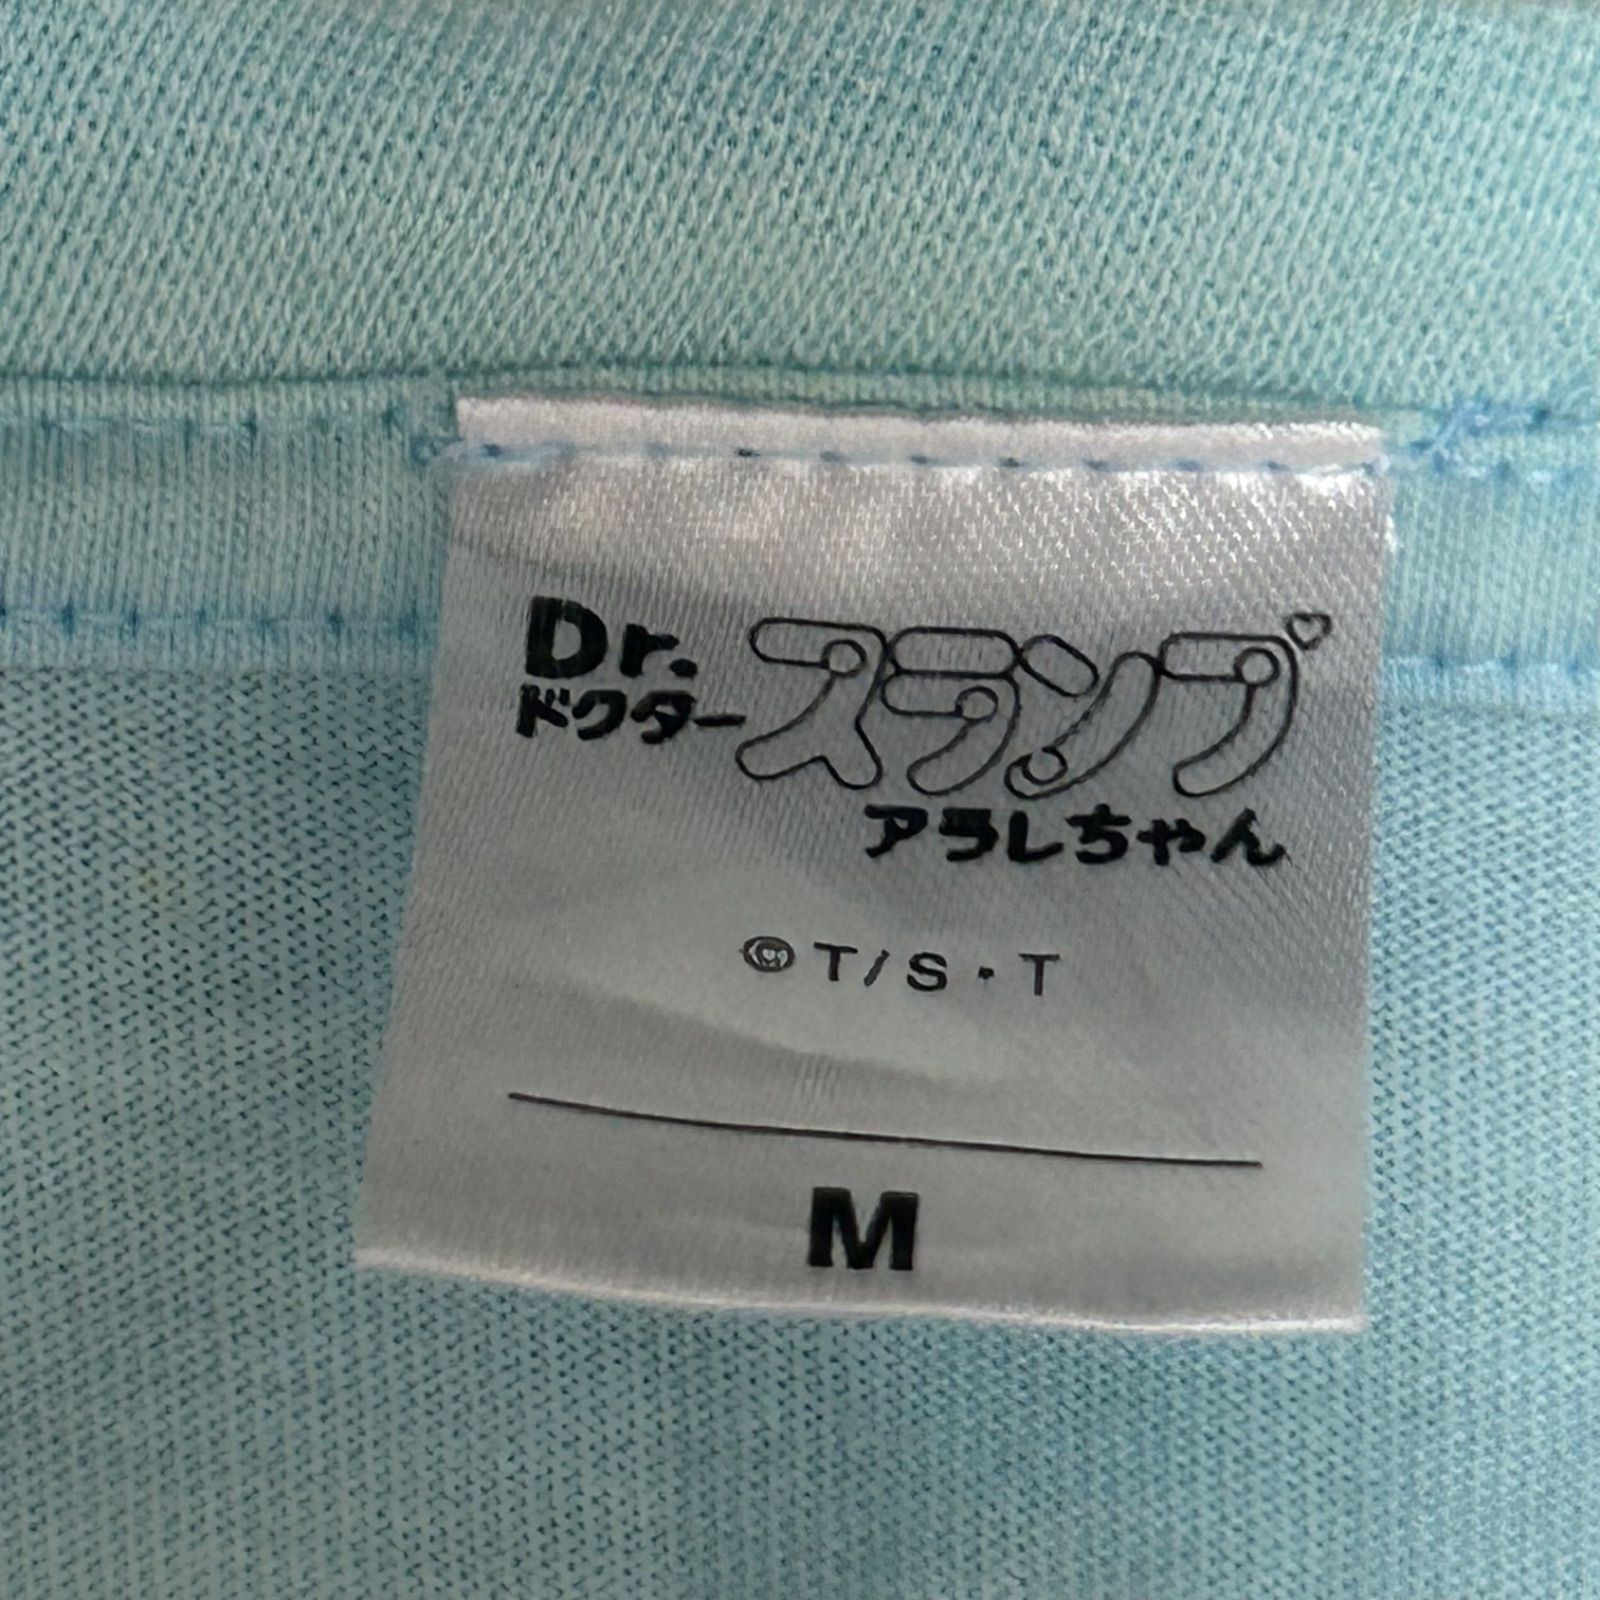 Dr.スランプ
ドクター
アラレちゃん
©T/S・T
M